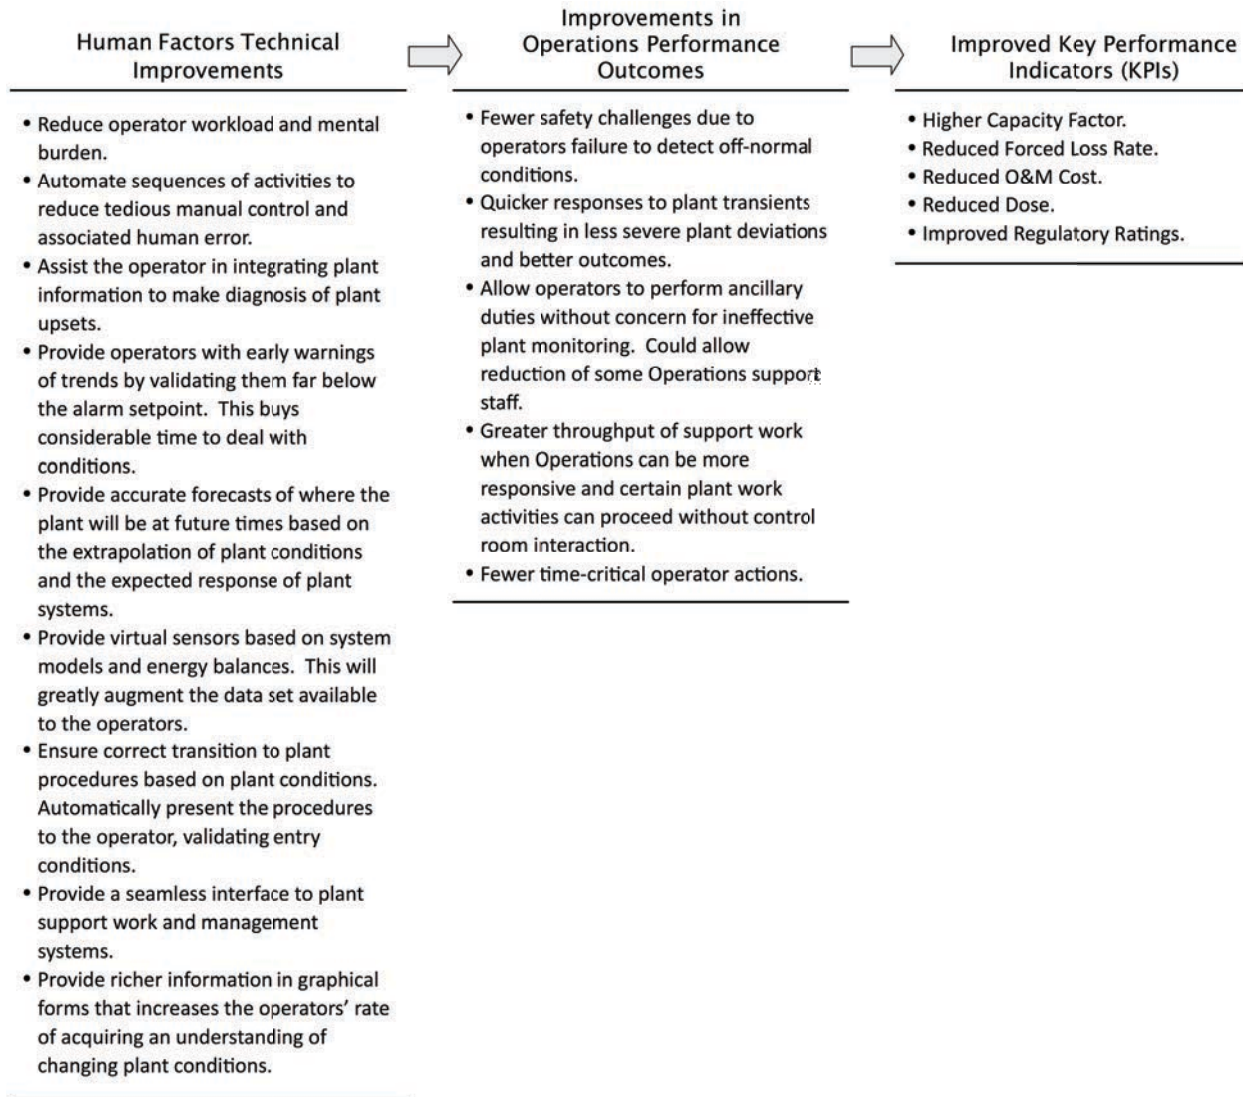 Human Factors Technical
Improvements
• Reduce operator workload and mental
burden.
• Automate sequences of activities to
reduce tedious manual control and
associated human error.
• Assist the operator in integrating plant
information to make diagnosis of plant
upsets.
• Provide operators with early warnings
of trends by validating them far below
the alarm setpoint.  This buys
considerable time to deal with
conditions.
• Provide accurate forecasts of where the
plant will be at future times based on
the extrapolation of plant conditions
and the expected response of plant
systems.
• Provide virtual sensors based on system
models and energy balances.  This will
greatly augment the data set available
to the operators.
• Ensure correct transition to plant
procedures based on plant conditions.
Automatically present the procedures
to the operator, validating entry
conditions.
• Provide a seamless interface to plant
support work and management
systems.
• Provide richer information in graphical
forms that increases the operators’ rate
of acquiring an understanding of
changing plant conditions.
Improvements in
Operations Performance
Outcomes
• Fewer safety challenges due to
operators failure to detect off-normal
conditions.
• Quicker responses to plant transients
resulting in less severe plant deviations
and better outcomes.
• Allow operators to perform ancillary
duties without concern for ineffective
plant monitoring.  Could allow
reduction of some Operations support
staff.
• Greater throughput of support work
when Operations can be more
responsive and certain plant work
activities can proceed without control
room interaction.
• Fewer time-critical operator actions.
Improved Key Performance
Indicators (KPIs)
• Higher Capacity Factor.
• Reduced Forced Loss Rate.
• Reduced O&M Cost.
• Reduced Dose.
• Improved Regulatory Ratings.